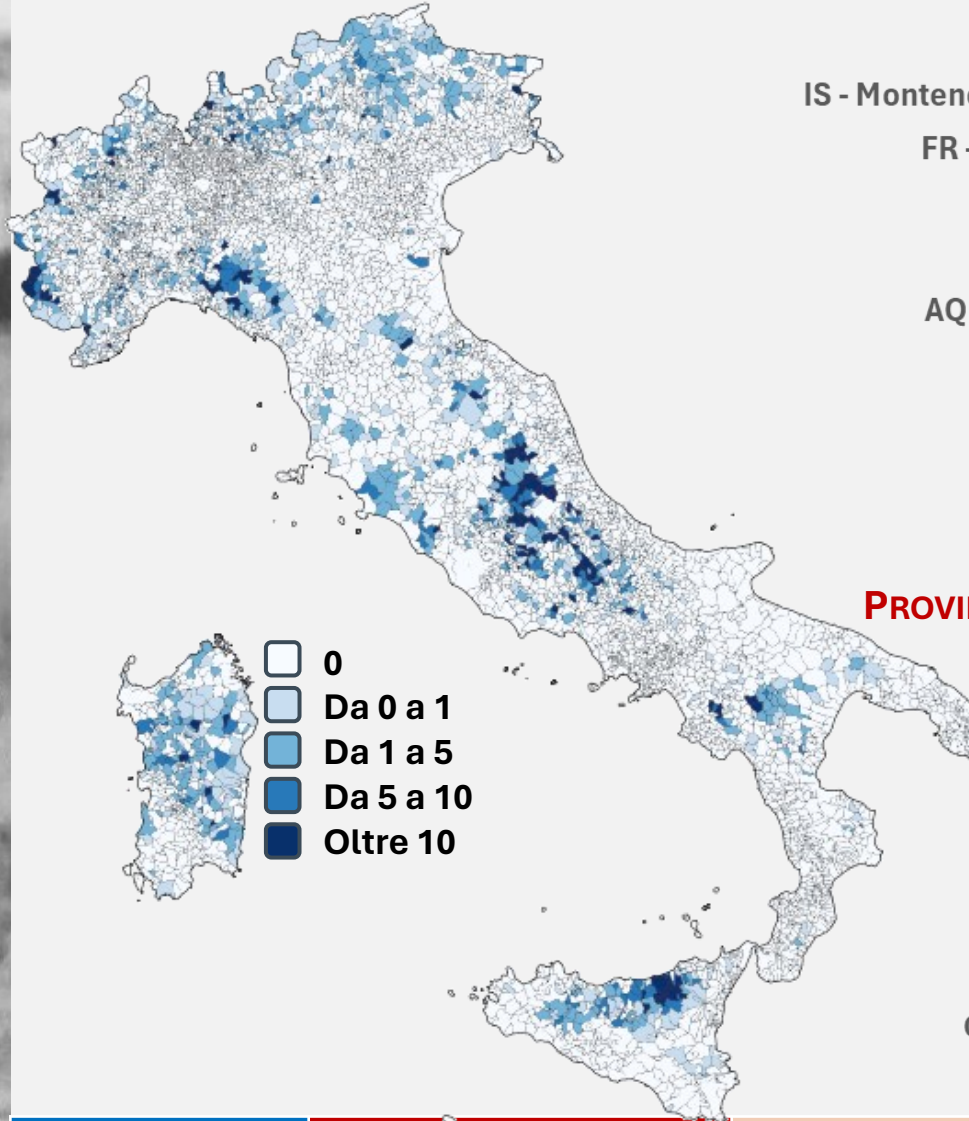 IS - Montene
FR -
AQ
PROVI
0
Da 0 a 1
Da 1 a 5
Da 5 a 10
Oltre 10